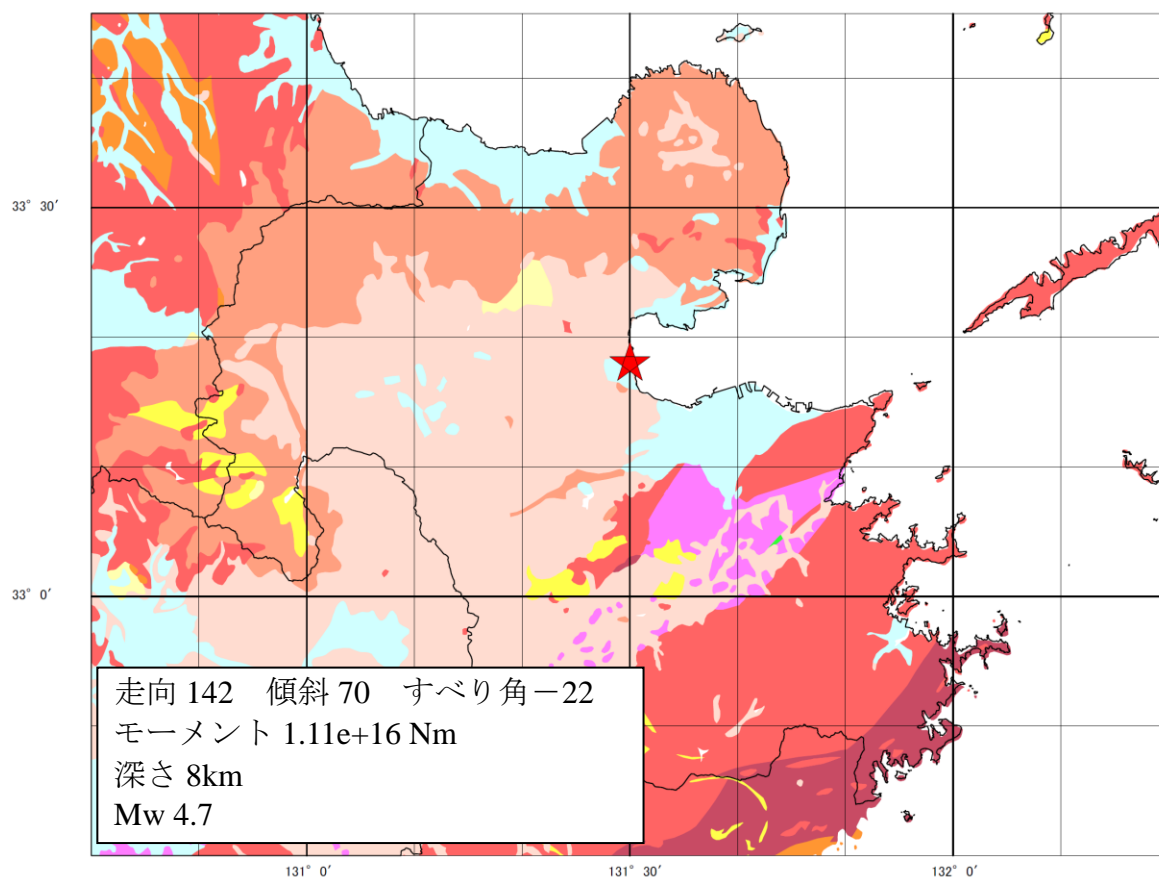 33° 30′
33° 0′
走向 142　傾斜 70　すべり角－22
モーメント 1.11e+16 Nm
深さ 8km
Mw 4.7
131° 0′
131° 30′
132° 0′